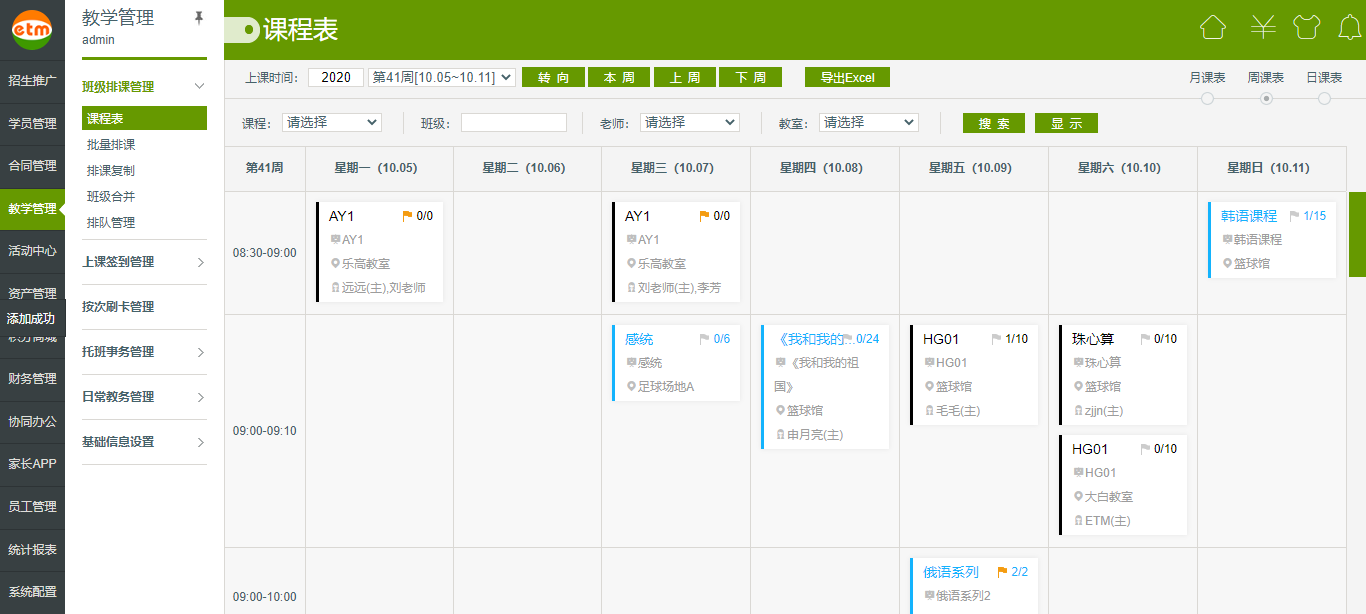 etm
招生推广
学员管理
合同管理
教学管理
活动中心
资产管理
添加成功
财务管理
协同办公
家长APP
员工管理
统计报表
系统配置
教学管理
admin
班级排课管理
课程表
批量排课
排课复制
班级合并
排队管理
上课签到管理
按次刷卡管理
托班事务管理
日常教务管理
基础信息设置
课程表
上课时间： 2020 第41周[10.05~10.11] 转 向 本 周 上 周 下 周 导出Excel
月课表 周课表 日课表
课程： 请选择 班级： 老师： 请选择 教室： 请选择 搜 索 显 示
第41周 星期一 (10.05) 星期二 (10.06) 星期三 (10.07) 星期四 (10.08) 星期五 (10.09) 星期六 (10.10) 星期日 (10.11)
08:30-09:00
AY1 0/0
AY1
乐高教室
远远(主),刘老师
AY1 0/0
AY1
乐高教室
刘老师(主),李芳
韩语课程 1/15
韩语课程
篮球馆
09:00-09:10
感统 0/6
感统
足球场地A
《我和我的... 0/24
《我和我的祖
国》
篮球馆
申月亮(主)
HG01 1/10
HG01
篮球馆
毛毛(主)
珠心算 0/10
珠心算
篮球馆
zjjn(主)
HG01 0/10
HG01
大白教室
ETM(主)
09:00-10:00
俄语系列 2/2
俄语系列2